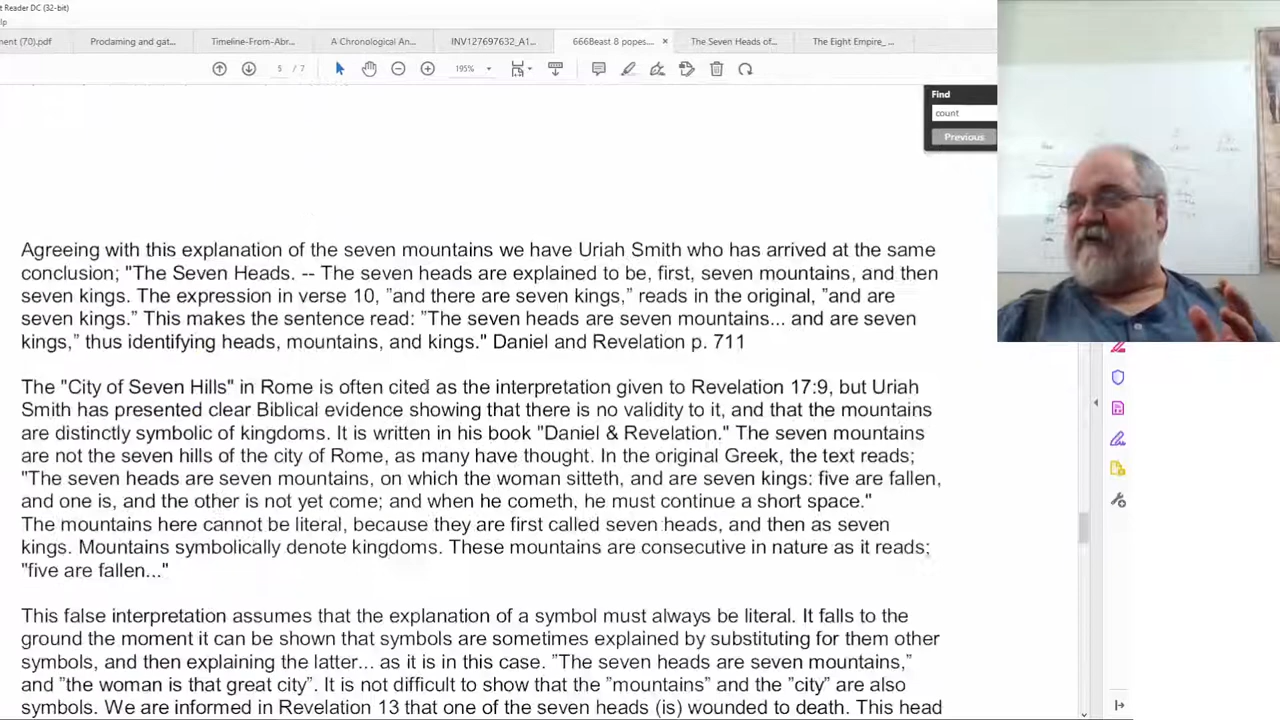 t Reader DC (32-bit)
lp
ment (70).pdf
Proclaming and gat...
Timeline-From-Abr...
A Chronological An...
INV127697632_A1...
666Beast 8 popes....
×
The Seven Heads of...
The Eight Empire_ ...
5 / 7
195%
Find
count
Previous
Agreeing with this explanation of the seven mountains we have Uriah Smith who has arrived at the same
conclusion; "The Seven Heads. -- The seven heads are explained to be, first, seven mountains, and then
seven kings. The expression in verse 10, "and there are seven kings,” reads in the original, ”and are
seven kings.” This makes the sentence read: ”The seven heads are seven mountains... and are seven
kings,” thus identifying heads, mountains, and kings." Daniel and Revelation p. 711
The "City of Seven Hills" in Rome is often cited as the interpretation given to Revelation 17:9, but Uriah
Smith has presented clear Biblical evidence showing that there is no validity to it, and that the mountains
are distinctly symbolic of kingdoms. It is written in his book "Daniel & Revelation." The seven mountains
are not the seven hills of the city of Rome, as many have thought. In the original Greek, the text reads;
"The seven heads are seven mountains, on which the woman sitteth, and are seven kings: five are fallen,
and one is, and the other is not yet come; and when he cometh, he must continue a short space."
The mountains here cannot be literal, because they are first called seven heads, and then as seven
kings. Mountains symbolically denote kingdoms. These mountains are consecutive in nature as it reads;
"five are fallen..."
This false interpretation assumes that the explanation of a symbol must always be literal. It falls to the
ground the moment it can be shown that symbols are sometimes explained by substituting for them other
symbols, and then explaining the latter... as it is in this case. ”The seven heads are seven mountains,”
and ”the woman is that great city”. It is not difficult to show that the ”mountains” and the ”city” are also
symbols. We are informed in Revelation 13 that one of the seven heads (is) wounded to death. This head